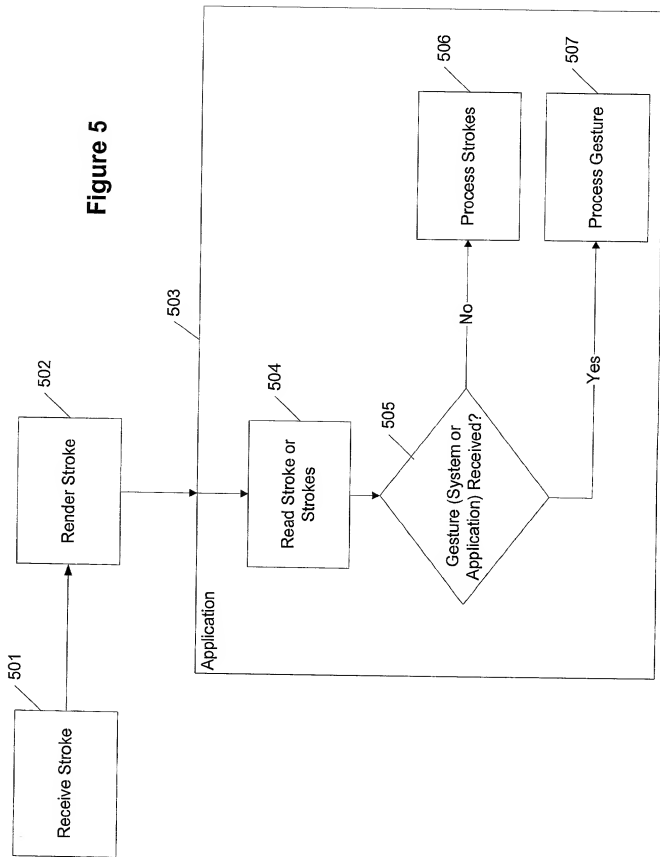 Figure 5
501
Receive Stroke
502
Render Stroke
503
Application
504
Read Stroke or
Strokes
505
Gesture (System or
Application) Received?
No
506
Process Strokes
Yes
507
Process Gesture